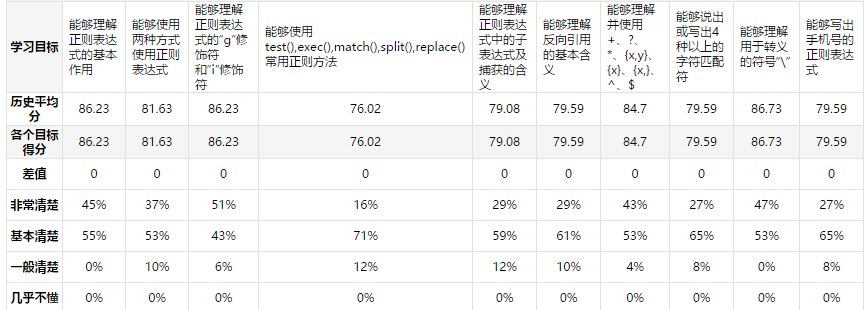 学习目标
能够理解
正则表达
式的基本
作用
能够使用
两种方式
使用正则
表达式
能够理解
正则表达
式的"g"修
饰符
和"i"修饰
符
能够使用
test(),exec(),match(),split(),replace()
常用正则方法
能够理解
正则表达
式中的子
表达式及
捕获的含
义
能够理解
反向引用
的基本含
义
能够理解
并使用
+、?、
*、{x,y}、
{x}、{x,}、
^、$
能够说出
或写出4
种以上的
字符匹配
符
能够理解
用于转义
的符号"\"
能够写出
手机号的
正则表达
式
历史平均
分
86.23 81.63 86.23 76.02 79.08 79.59 84.7 79.59 86.73 79.59
各个目标
得分
86.23 81.63 86.23 76.02 79.08 79.59 84.7 79.59 86.73 79.59
差值 0 0 0 0 0 0 0 0 0 0
非常清楚 45% 37% 51% 16% 29% 29% 43% 27% 47% 27%
基本清楚 55% 53% 43% 71% 59% 61% 53% 65% 53% 65%
一般清楚 0% 10% 6% 12% 12% 10% 4% 8% 0% 8%
几乎不懂 0% 0% 0% 0% 0% 0% 0% 0% 0% 0%